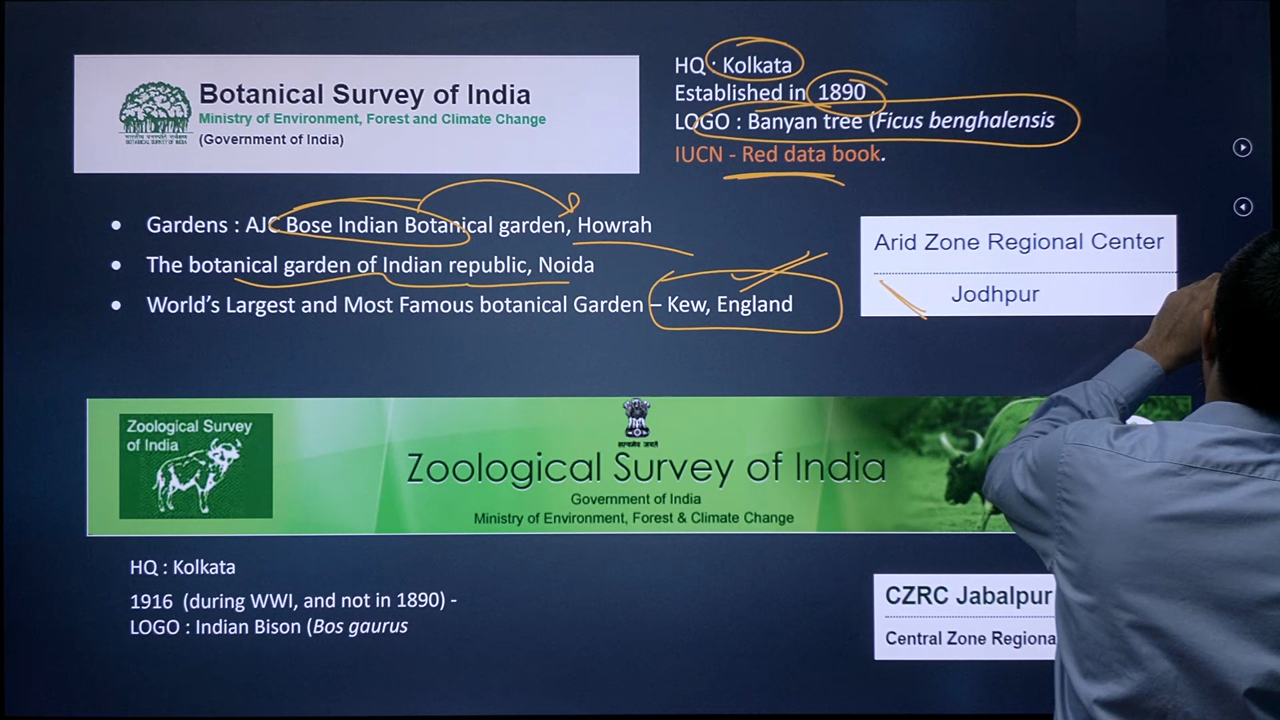 Botanical Survey of India
Ministry of Environment, Forest and Climate Change
(Government of India)
HQ : Kolkata
Established in 1890
LOGO : Banyan tree (Ficus benghalensis
IUCN - Red data book.
• Gardens : AJC Bose Indian Botanical garden, Howrah
• The botanical garden of Indian republic, Noida
• World’s Largest and Most Famous botanical Garden – Kew, England
Arid Zone Regional Center
Jodhpur
Zoological Survey
of India
सत्यमेव जयते
Zoological Survey of India
Government of India
Ministry of Environment, Forest & Climate Change
HQ : Kolkata
1916 (during WWI, and not in 1890) -
LOGO : Indian Bison (Bos gaurus
CZRC Jabalpur
Central Zone Regiona